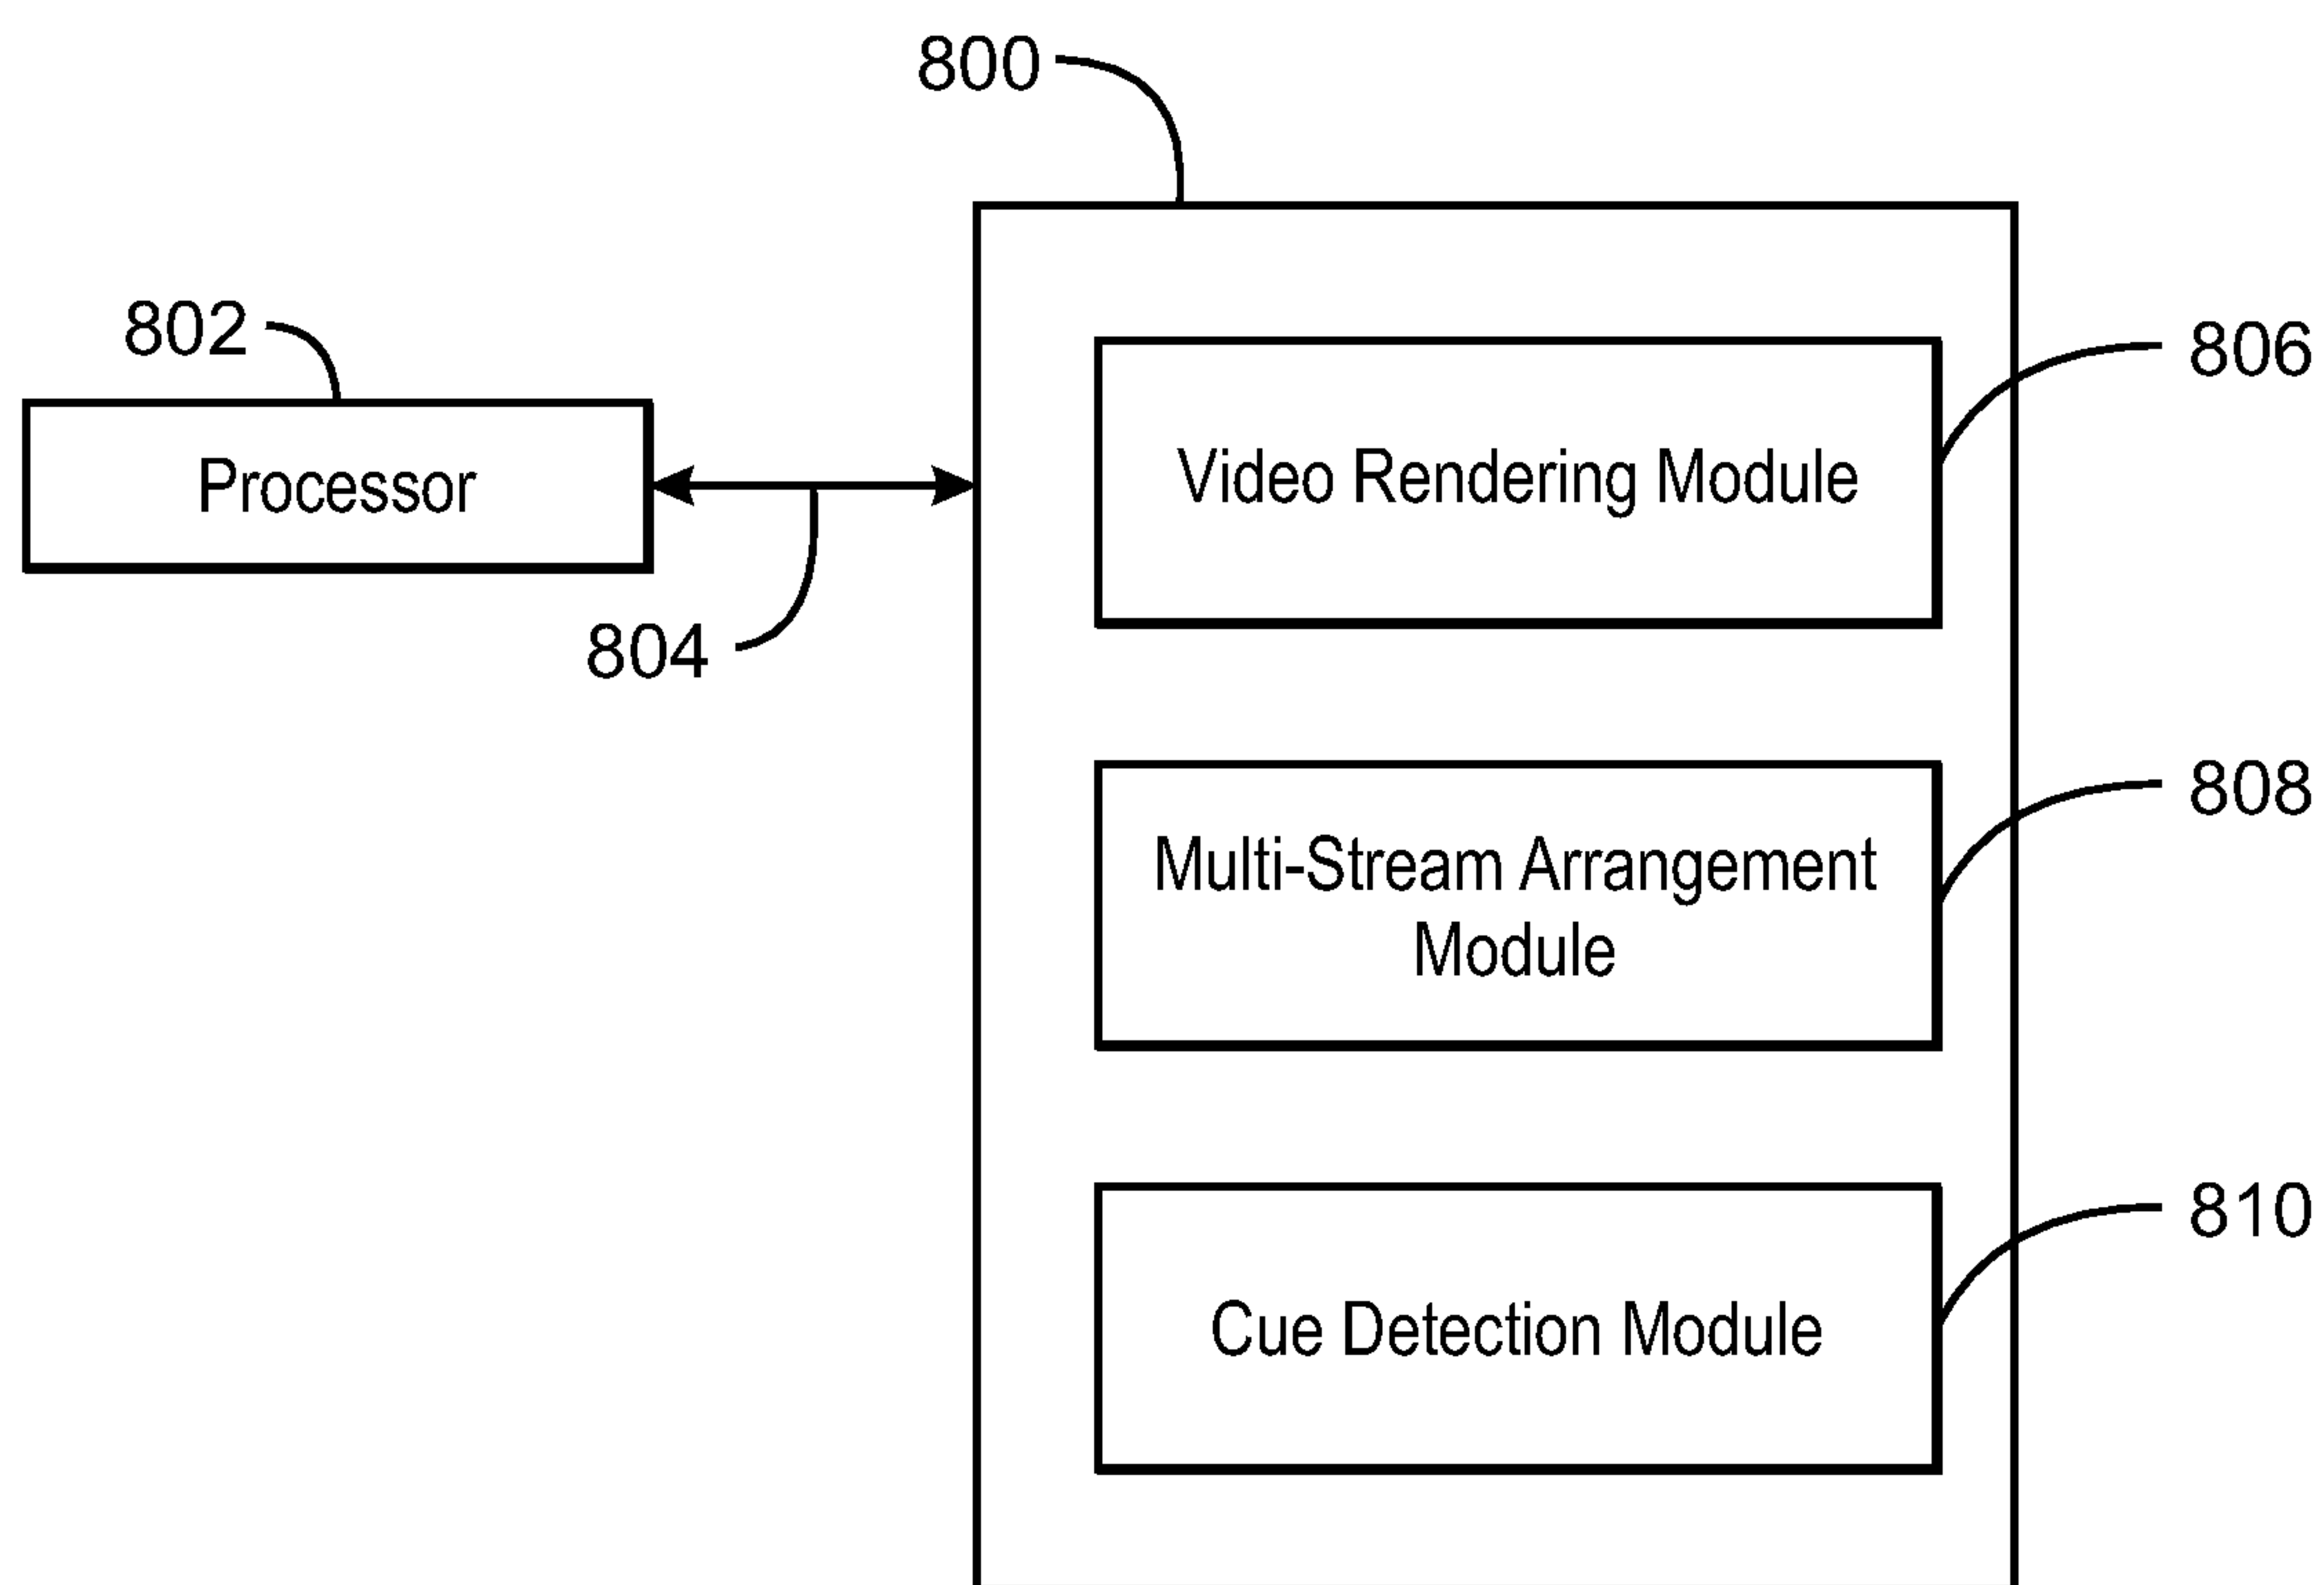 800
802
Processor
804
806
Video Rendering Module
808
Multi-Stream Arrangement
Module
810
Cue Detection Module